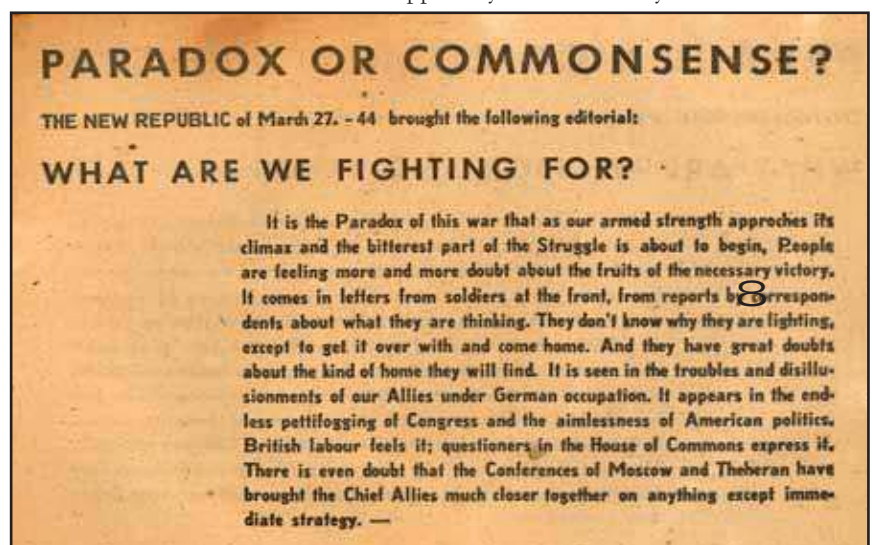 PARADOX OR COMMONSENSE?
THE NEW REPUBLIC of March 27. - 44 brought the following editorial:
WHAT ARE WE FIGHTING FOR?
It is the Paradox of this war that as our armed strength approches its
climax and the bitterest part of the Struggle is about to begin, People
are feeling more and more doubt about the fruits of the necessary victory.
It comes in letters from soldiers at the front, from reports by correspon-
8
dents about what they are thinking. They don't know why they are fighting,
except to get it over with and come home. And they have great doubts
about the kind of home they will find. It is seen in the troubles and disillu-
sionments of our Allies under German occupation. It appears in the end-
less pettifogging of Congress and the aimlessness of American politics.
British labour feels it; questioners in the House of Commons express it.
There is even doubt that the Conferences of Moscow and Theheran have
brought the Chief Allies much closer together on anything except imme-
diate strategy. —